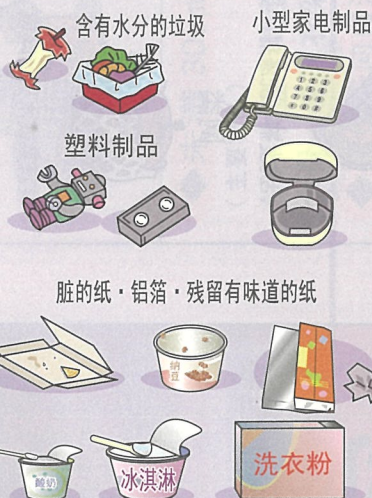 含有水分的垃圾
小型家电制品
塑料制品
脏的纸·铝箔·残留有味道的纸
纳豆
酸奶
冰淇淋
洗衣粉